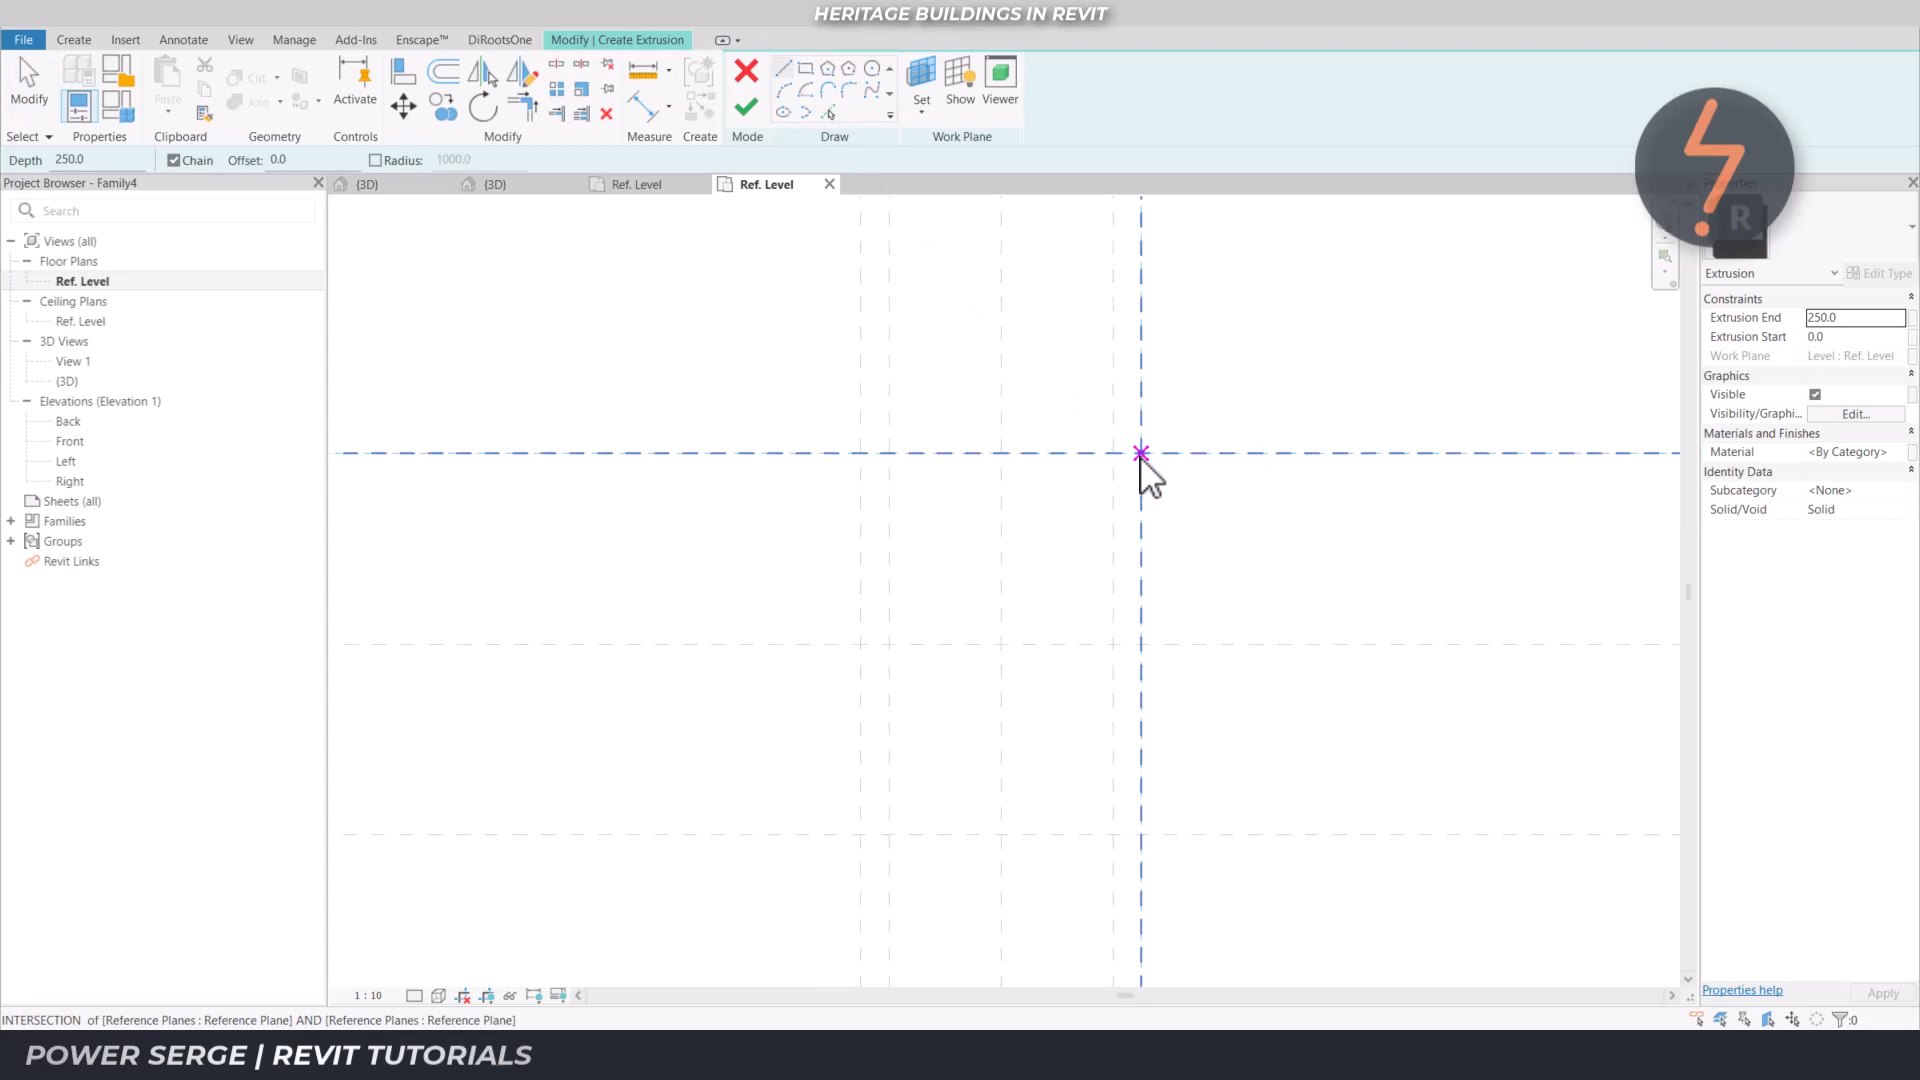 HERITAGE BUILDINGS IN REVIT
File Create Insert Annotate View Manage Add-Ins Enscape™ DiRootsOne Modify | Create Extrusion
Modify Paste Cut Join Activate Set Show Viewer
Select Properties Clipboard Geometry Controls Modify Measure Create Mode Draw Work Plane
Depth 250.0 Chain Offset: 0.0 Radius: 1000.0
Project Browser - Family4
(3D) (3D) Ref. Level Ref. Level
Properties
Search
R
Views (all)
Floor Plans
Ref. Level
Ceiling Plans
Ref. Level
3D Views
View 1
(3D)
Elevations (Elevation 1)
Back
Front
Left
Right
Sheets (all)
Families
Groups
Revit Links
Extrusion Edit Type
Constraints
Extrusion End 250.0
Extrusion Start 0.0
Work Plane Level : Ref. Level
Graphics
Visible
Visibility/Graphi... Edit...
Materials and Finishes
Material <By Category>
Identity Data
Subcategory <None>
Solid/Void Solid
Properties help Apply
1 : 10
INTERSECTION of [Reference Planes : Reference Plane] AND [Reference Planes : Reference Plane]
:0
POWER SERGE | REVIT TUTORIALS